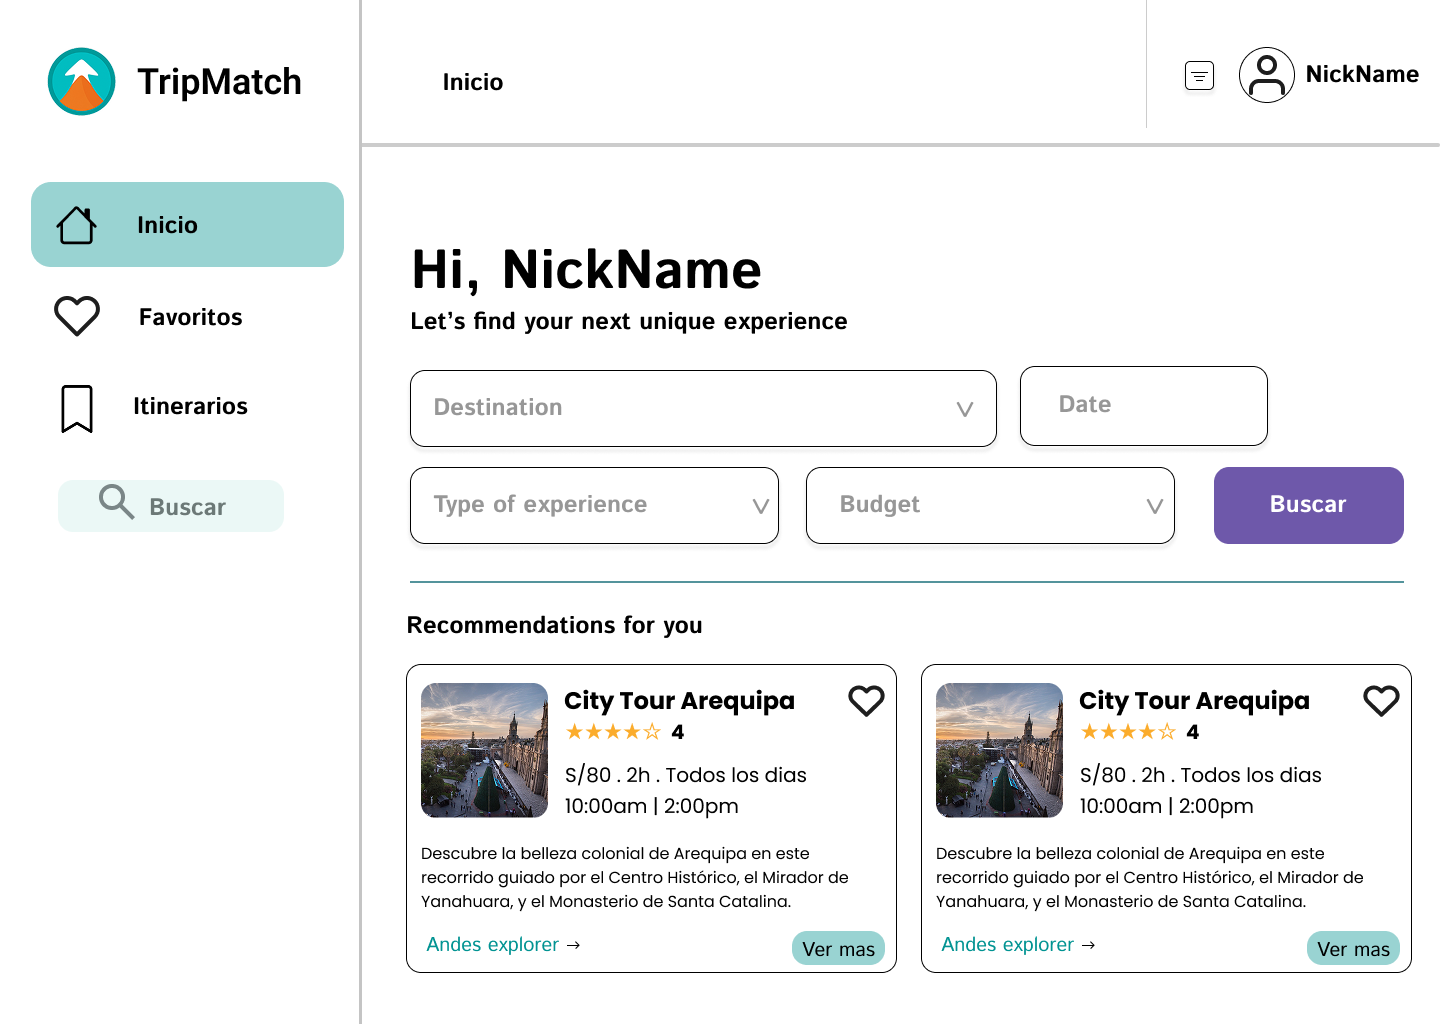 TripMatch
Inicio
NickName
Inicio
Favoritos
Itinerarios
Buscar
Hi, NickName
Let's find your next unique experience
Destination
Date
Type of experience
Budget
Buscar
Recommendations for you
City Tour Arequipa
★★★★☆ 4
S/80 . 2h . Todos los dias
10:00am | 2:00pm
Descubre la belleza colonial de Arequipa en este
recorrido guiado por el Centro Histórico, el Mirador de
Yanahuara, y el Monasterio de Santa Catalina.
Andes explorer →
Ver mas
City Tour Arequipa
★★★★☆ 4
S/80 . 2h . Todos los dias
10:00am | 2:00pm
Descubre la belleza colonial de Arequipa en este
recorrido guiado por el Centro Histórico, el Mirador de
Yanahuara, y el Monasterio de Santa Catalina.
Andes explorer →
Ver mas